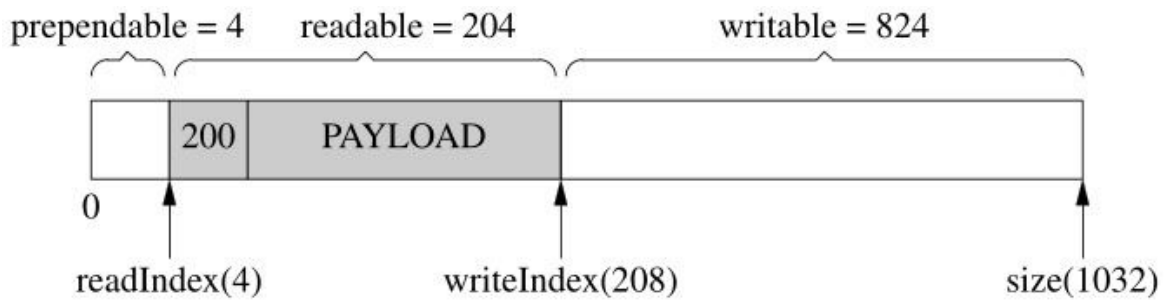 prependable = 4 readable = 204 writable = 824
200 PAYLOAD
0
readIndex(4) writeIndex(208) size(1032)